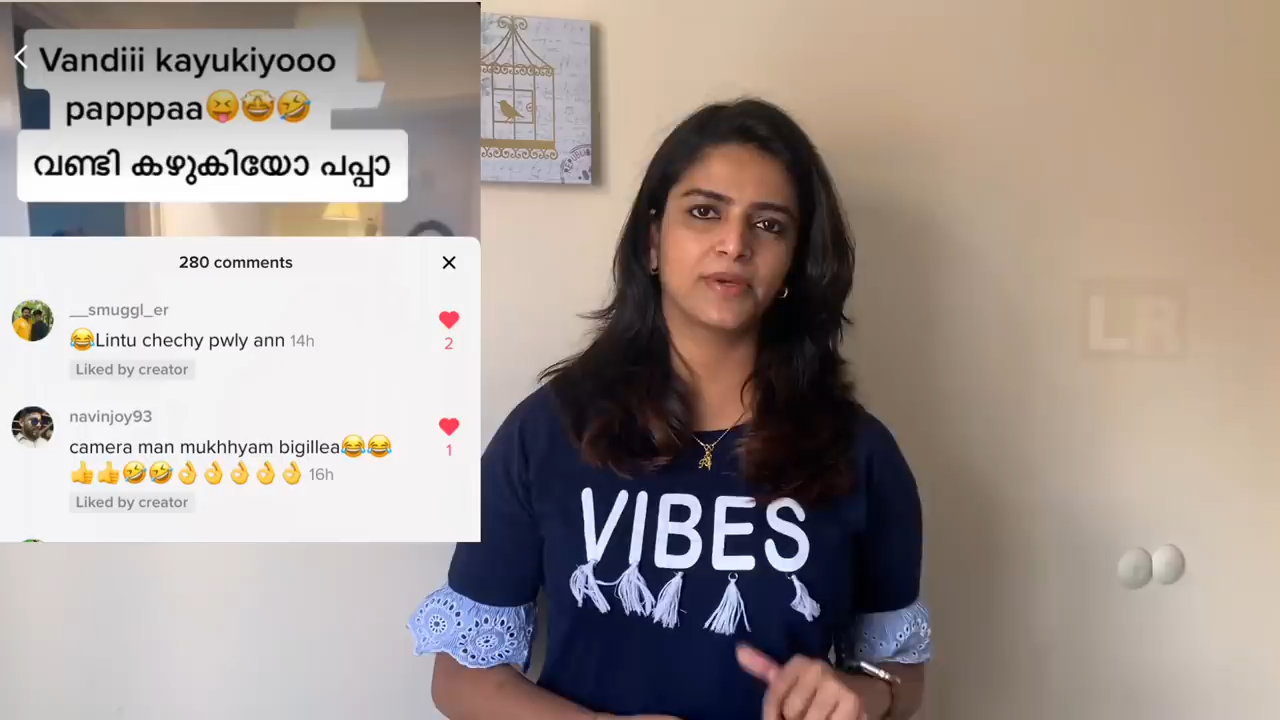 Vandiii kayukiyooo
papppaa😝🤩🤣
വണ്ടി കഴുകിയോ പപ്പാ
280 comments
__smuggl_er
😂Lintu chechy pwly ann 14h
2
Liked by creator
navinjoy93
camera man mukhhyam bigillea😂😂
👍👍🤣🤣👌👌👌👌👌 16h
1
Liked by creator
VIBES
LR